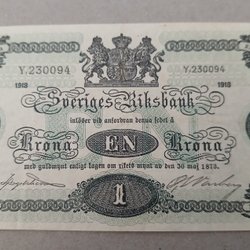 Y.230094 Y.230094
1918 1918
Sveriges Riksbank
inlöser vid anfordran denna sedel å
Krona EN Krona
med guldmynt enligt lagen om rikets mynt av den 30 maj 1873.
1